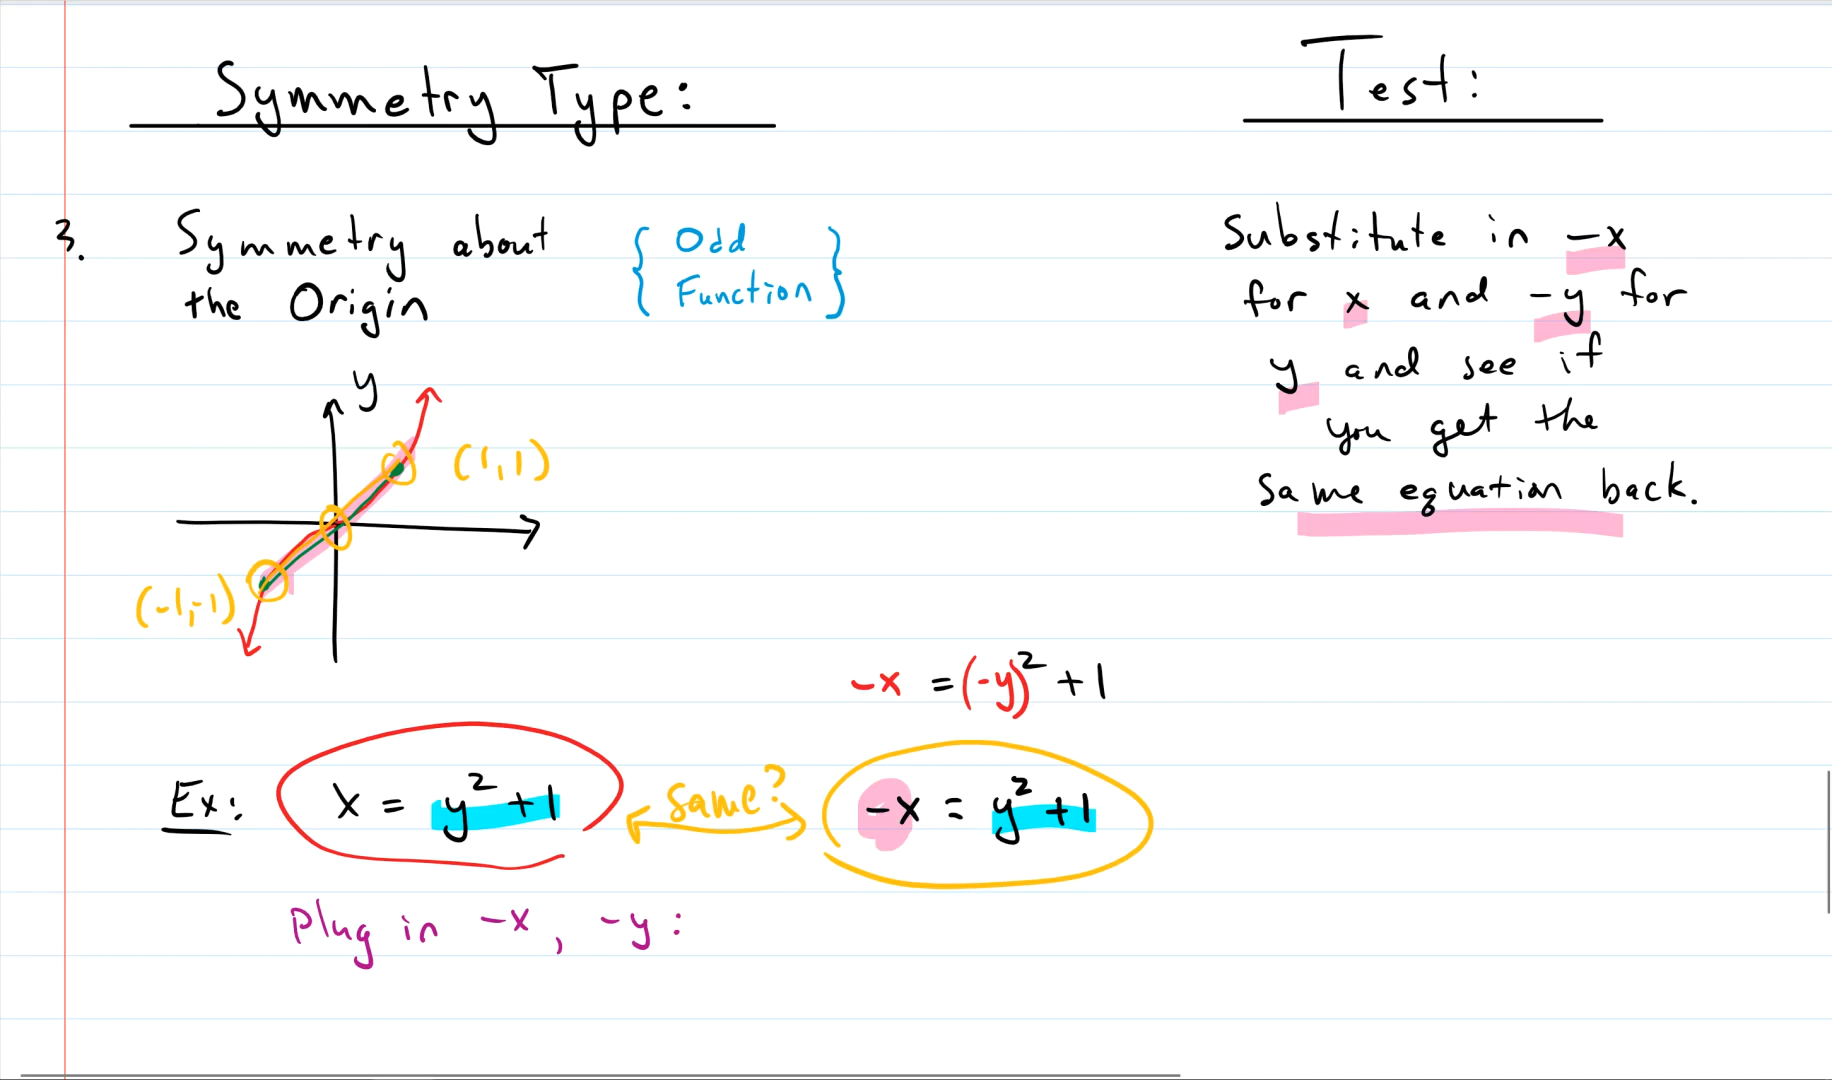 Symmetry Type:
Test:
3. Symmetry about
the Origin
{ Odd
Function }
Substitute in -x
for x and -y for
y and see if
you get the
same equation back.
y
(1,1)
(-1,-1)
-x = (-y)² + 1
Ex: x = y² + 1
Same?
-x = y² + 1
Plug in -x, -y: